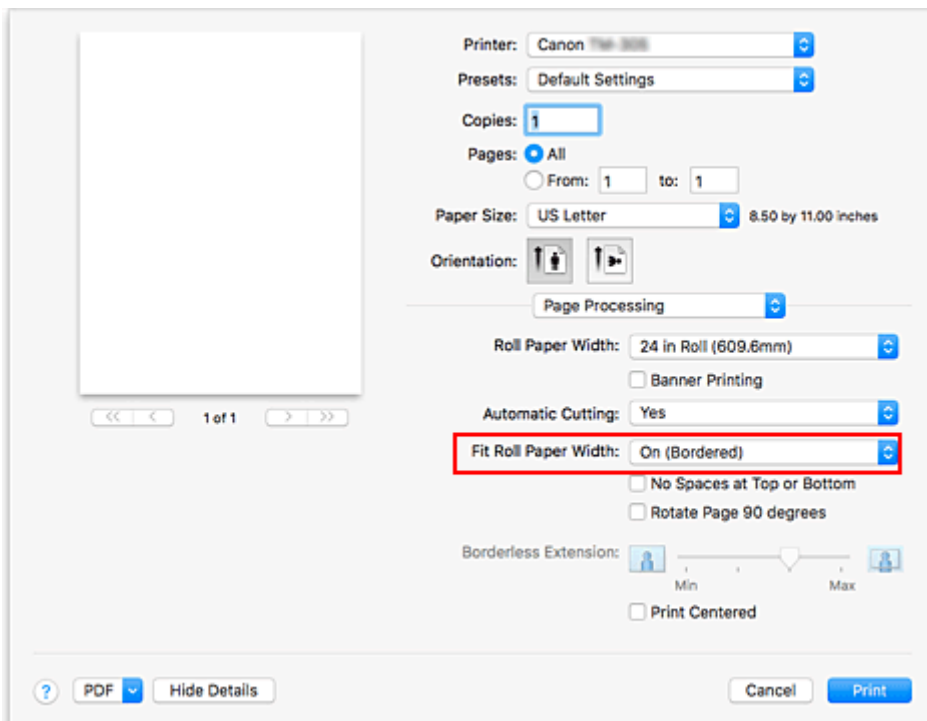 Printer: Canon
Presets: Default Settings
Copies: 1
Pages: All
From: 1 to: 1
Paper Size: US Letter 8.50 by 11.00 inches
Orientation:
Page Processing
Roll Paper Width: 24 in Roll (609.6mm)
Banner Printing
<< < 1 of 1 > >>
Automatic Cutting: Yes
Fit Roll Paper Width: On (Bordered)
No Spaces at Top or Bottom
Rotate Page 90 degrees
Borderless Extension:
Min Max
Print Centered
? PDF Hide Details Cancel Print